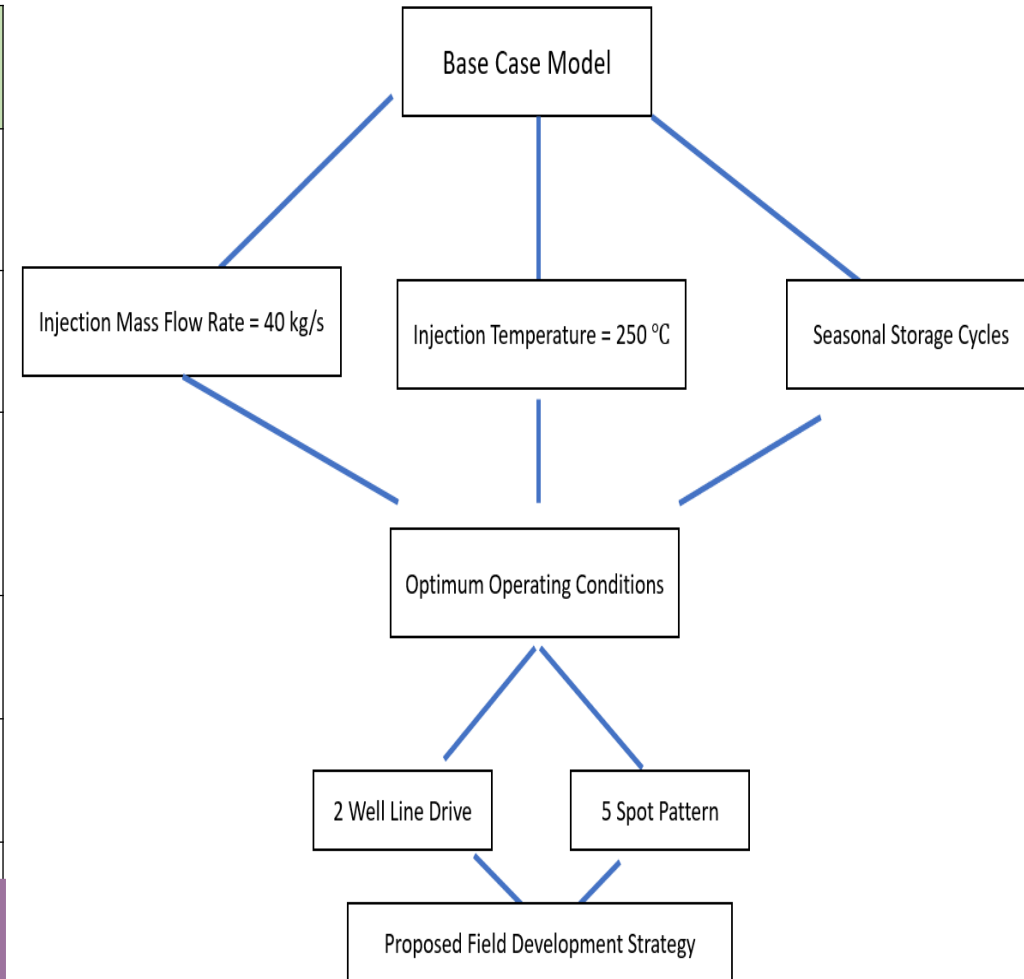 Base Case Model
Injection Mass Flow Rate = 40 kg/s
Injection Temperature = 250 °C
Seasonal Storage Cycles
Optimum Operating Conditions
2 Well Line Drive
5 Spot Pattern
Proposed Field Development Strategy